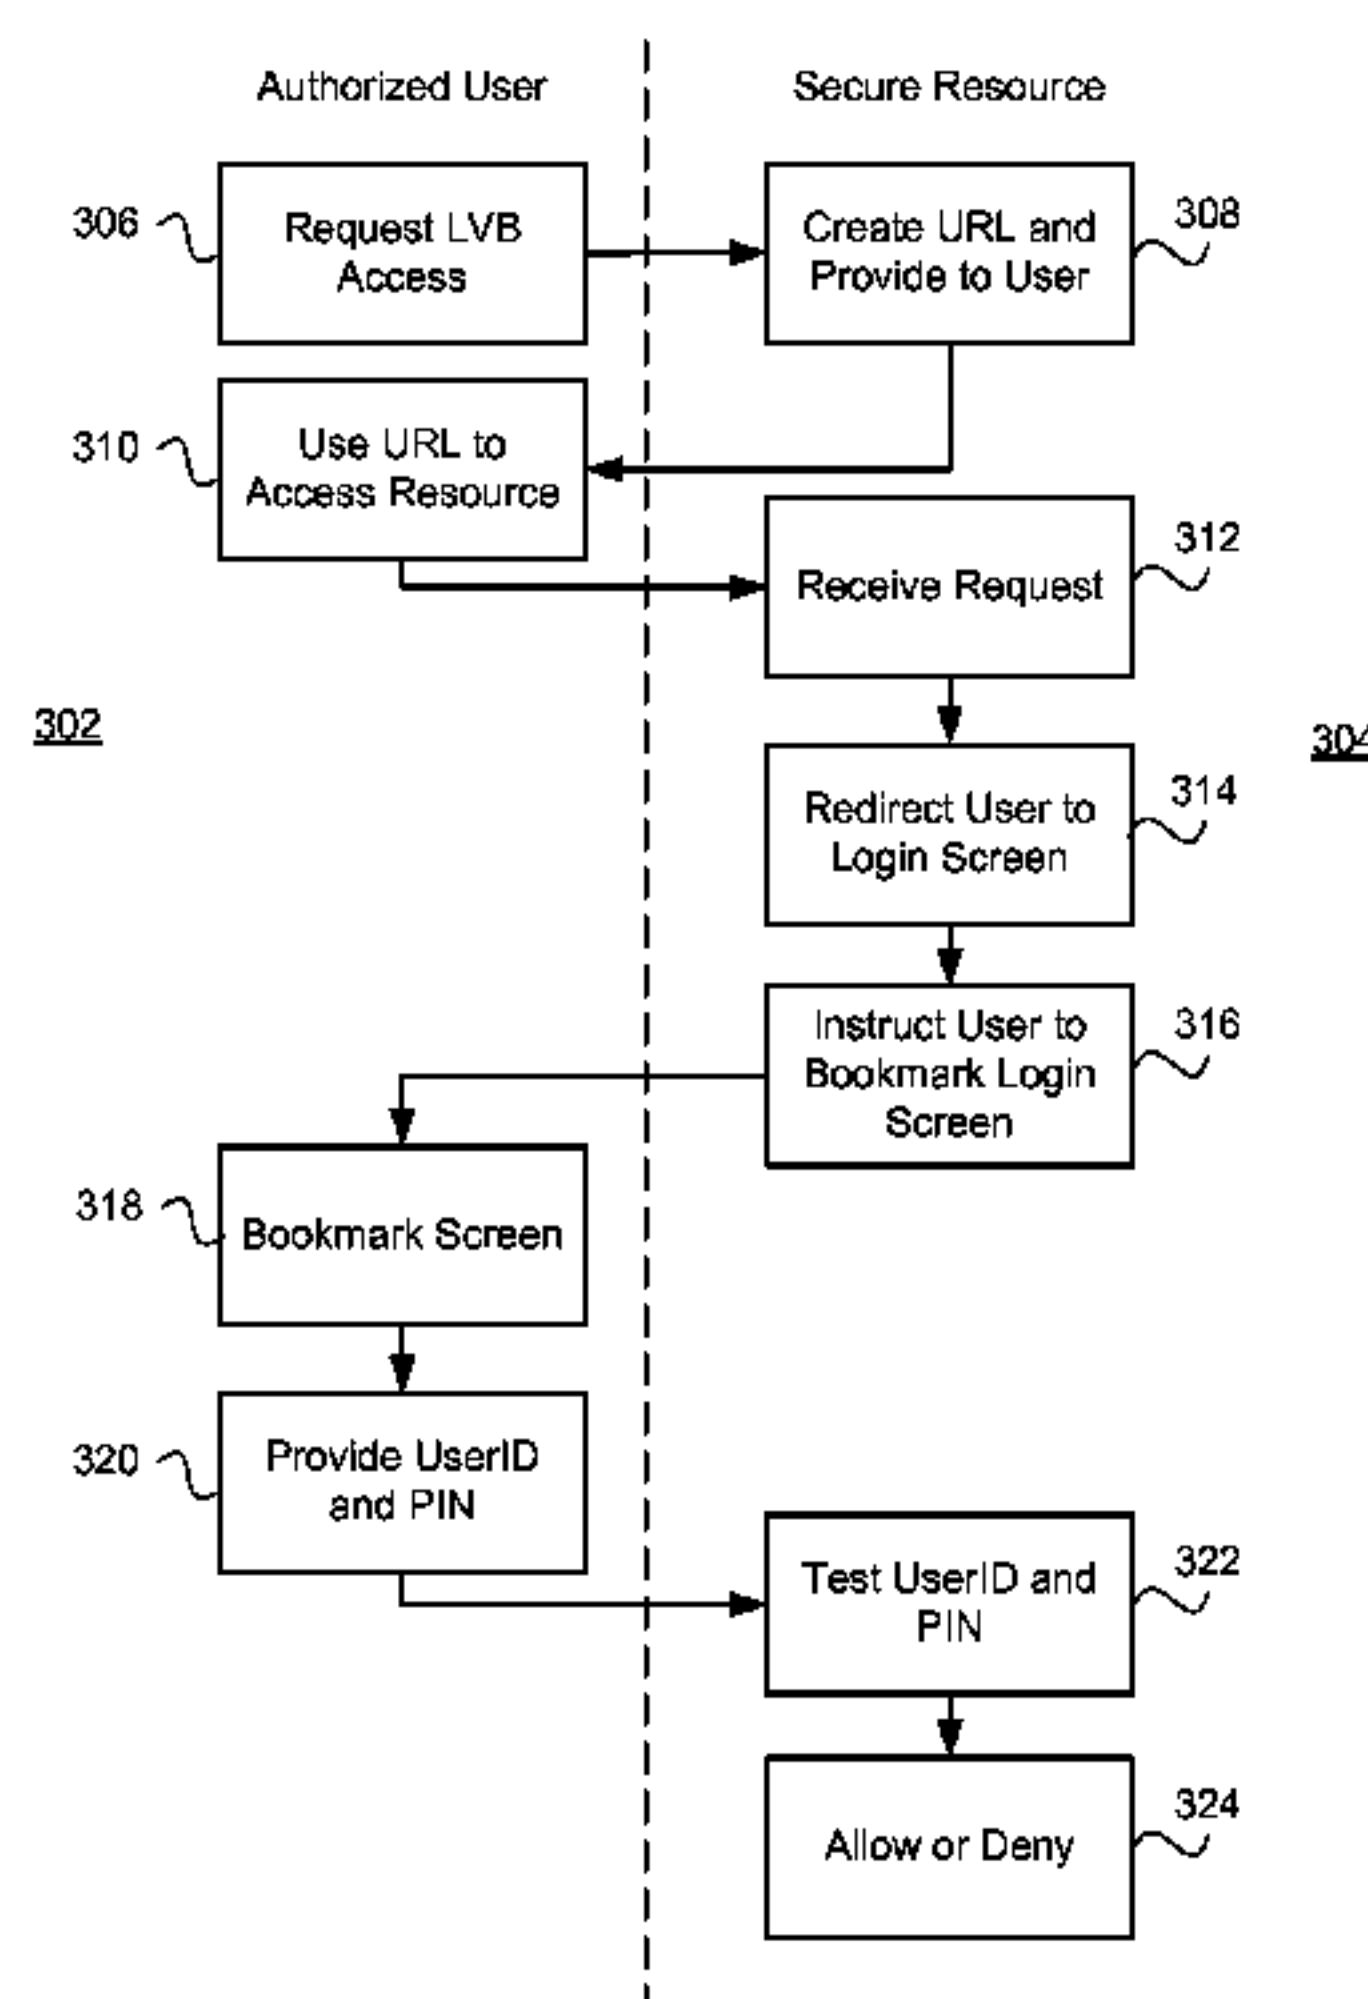 Authorized User
Secure Resource
306
Request LVB
Access
Create URL and
Provide to User
308
310
Use URL to
Access Resource
312
Receive Request
302
304
314
Redirect User to
Login Screen
316
Instruct User to
Bookmark Login
Screen
318
Bookmark Screen
320
Provide UserID
and PIN
322
Test UserID and
PIN
324
Allow or Deny